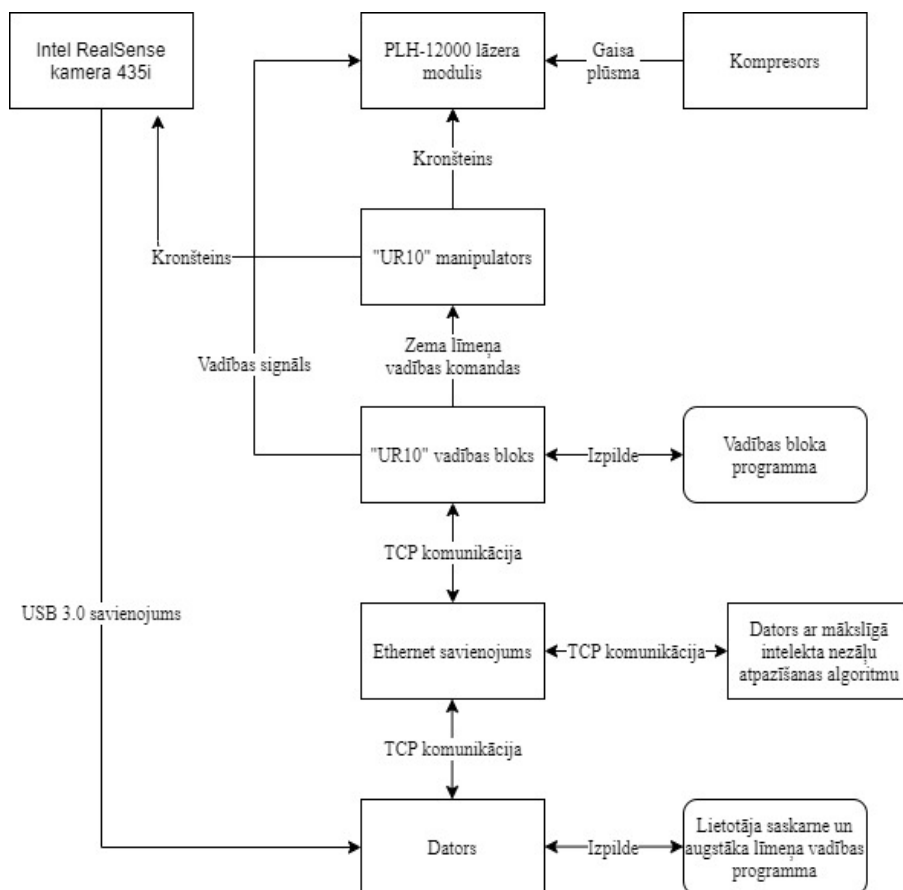 Intel RealSense
kamera 435i
PLH-12000 lāzera
modulis
Gaisa
plūsma
Kompresors
Kronšteins
Kronšteins
"UR10" manipulators
Vadības signāls
Zema līmeņa
vadības komandas
"UR10" vadības bloks
Izpilde
Vadības bloka
programma
TCP komunikācija
USB 3.0 savienojums
Ethernet savienojums
TCP komunikācija
Dators ar mākslīgā
intelekta nezāļu
atpazīšanas algoritmu
TCP komunikācija
Dators
Izpilde
Lietotāja saskarne un
augstāka līmeņa vadības
programma